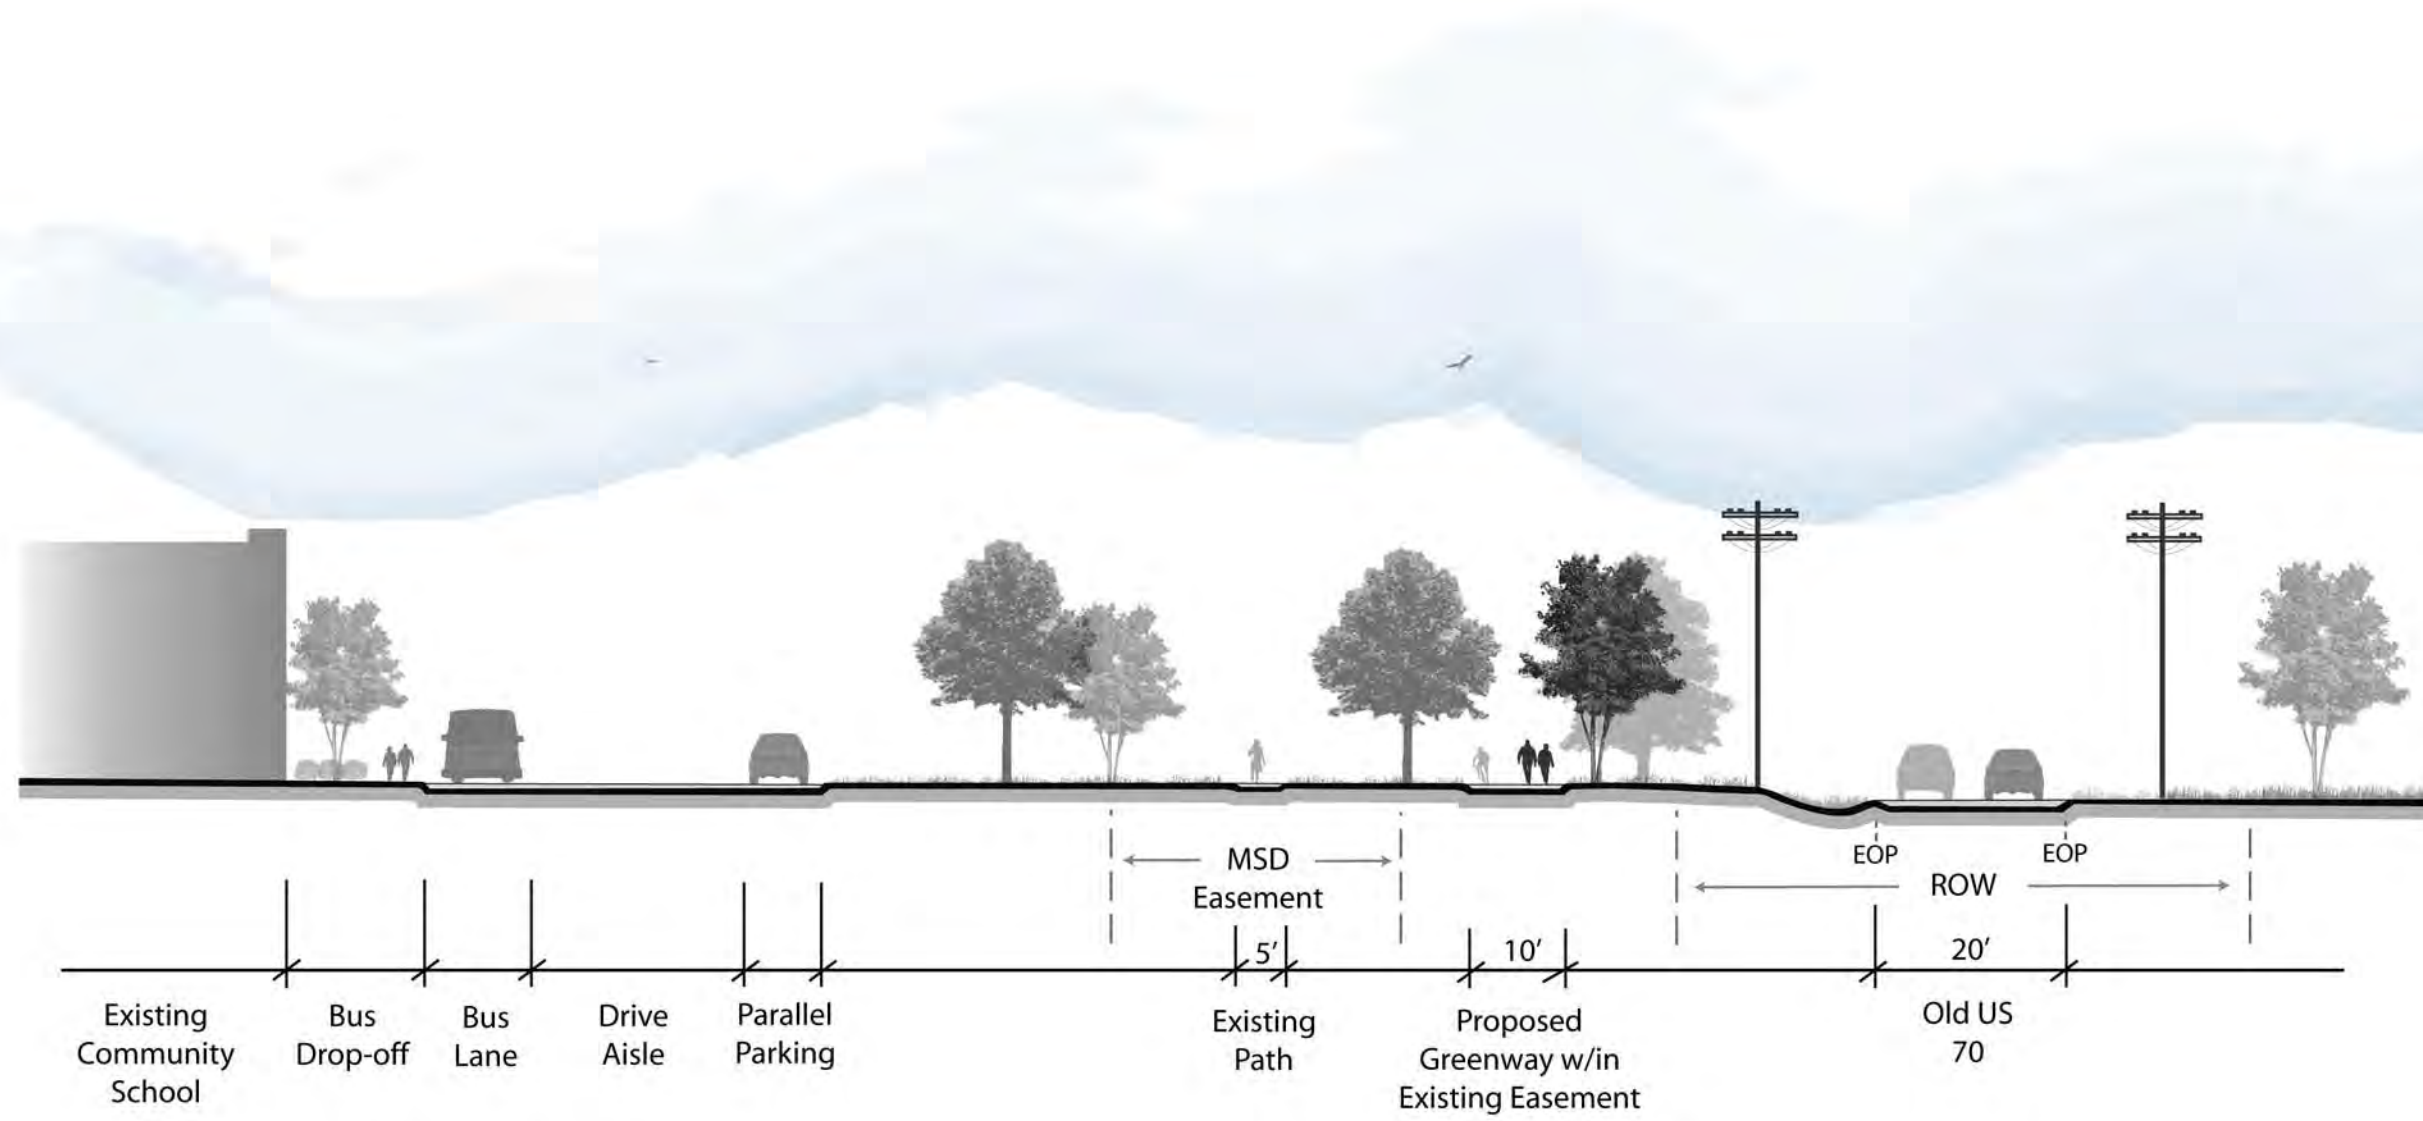 MSD
Easement
EOP
EOP
ROW
5’
10’
20’
Existing
Community
School
Bus
Drop-off
Bus
Lane
Drive
Aisle
Parallel
Parking
Existing
Path
Proposed
Greenway w/in
Existing Easement
Old US
70